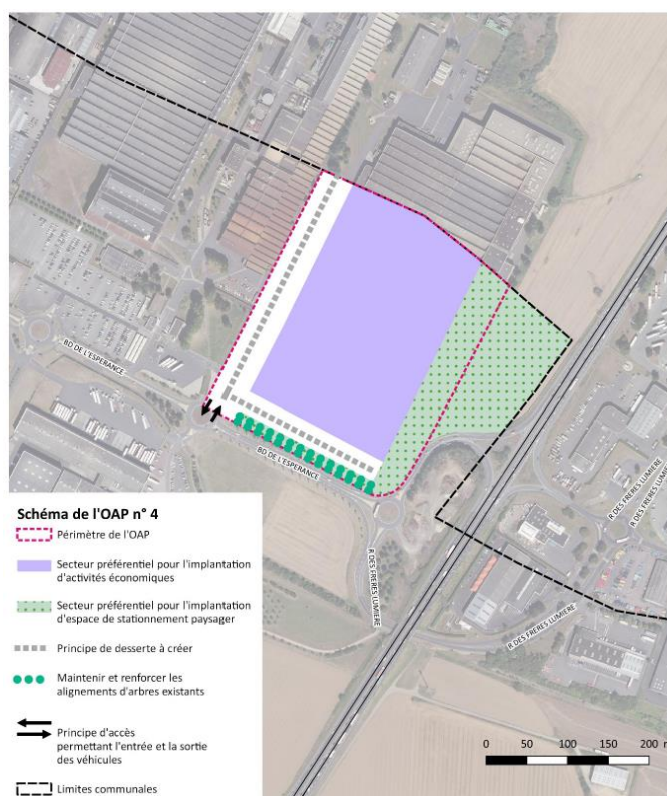 BD DE L'ESPERANCE
BD DE L'ESPERANCE
R DES FRERES LUMIERE
R DES FRERES LUMIERE
R DES FRERES LUMIERE
R DES FRERES LUMIERE
Schéma de l'OAP n° 4
Périmètre de l'OAP
Secteur préférentiel pour l'implantation
d'activités économiques
Secteur préférentiel pour l'implantation
d'espace de stationnement paysager
Principe de desserte à créer
Maintenir et renforcer les
alignements d'arbres existants
Principe d'accès
permettant l'entrée et la sortie
des véhicules
Limites communales
0 50 100 150 200 m